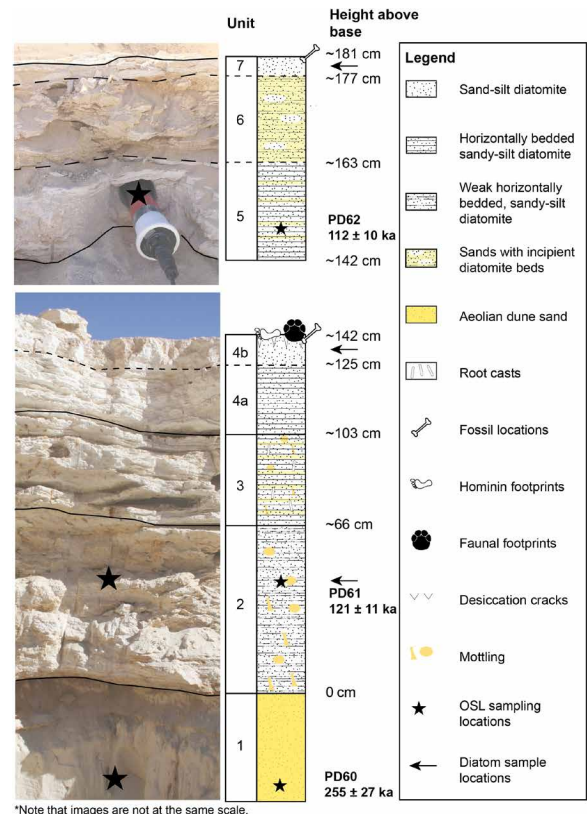 Unit
Height above
base
7
~181 cm
~177 cm
6
~163 cm
5
PD62
112 ± 10 ka
~142 cm
~142 cm
4b
~125 cm
4a
~103 cm
3
~66 cm
2
PD61
121 ± 11 ka
0 cm
1
PD60
255 ± 27 ka
*Note that images are not at the same scale.
Legend
Sand-silt diatomite
Horizontally bedded
sandy-silt diatomite
Weak horizontally
bedded, sandy-silt
diatomite
Sands with incipient
diatomite beds
Aeolian dune sand
Root casts
Fossil locations
Hominin footprints
Faunal footprints
Desiccation cracks
Mottling
OSL sampling
locations
Diatom sample
locations